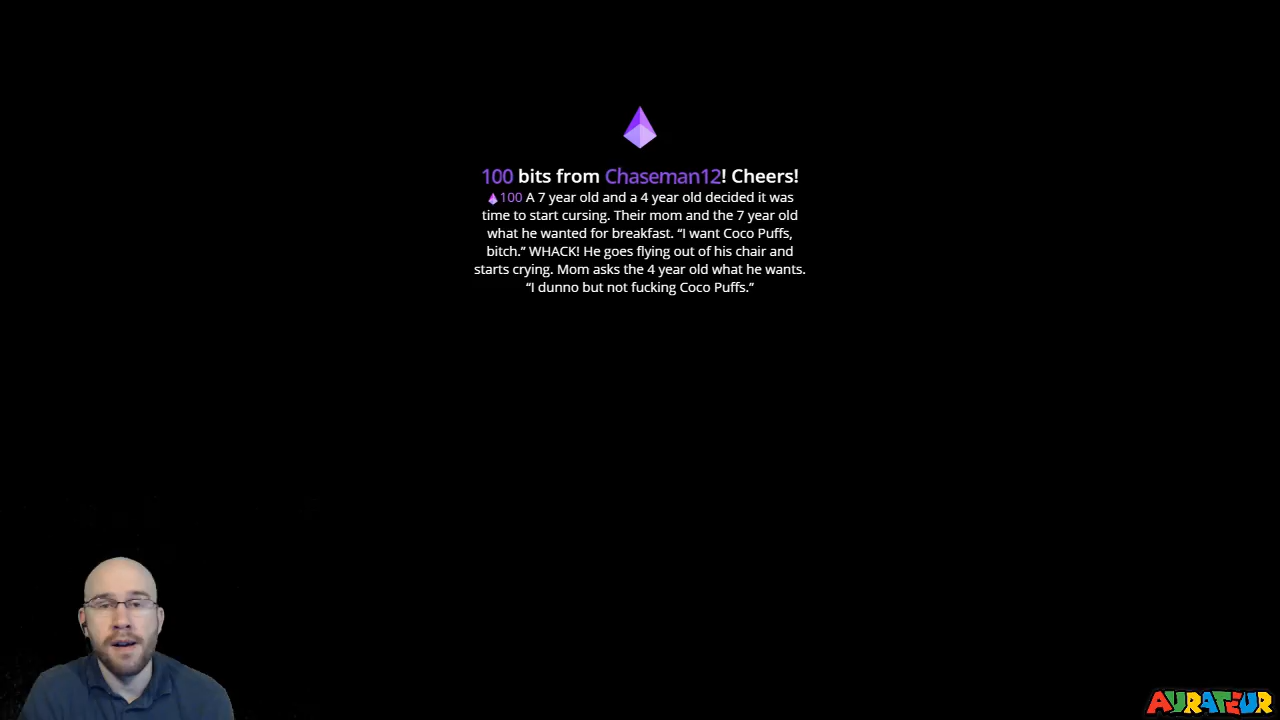 100 bits from Chaseman12! Cheers!
100 A 7 year old and a 4 year old decided it was
time to start cursing. Their mom and the 7 year old
what he wanted for breakfast. “I want Coco Puffs,
bitch.” WHACK! He goes flying out of his chair and
starts crying. Mom asks the 4 year old what he wants.
“I dunno but not fucking Coco Puffs.”
AURATEUR